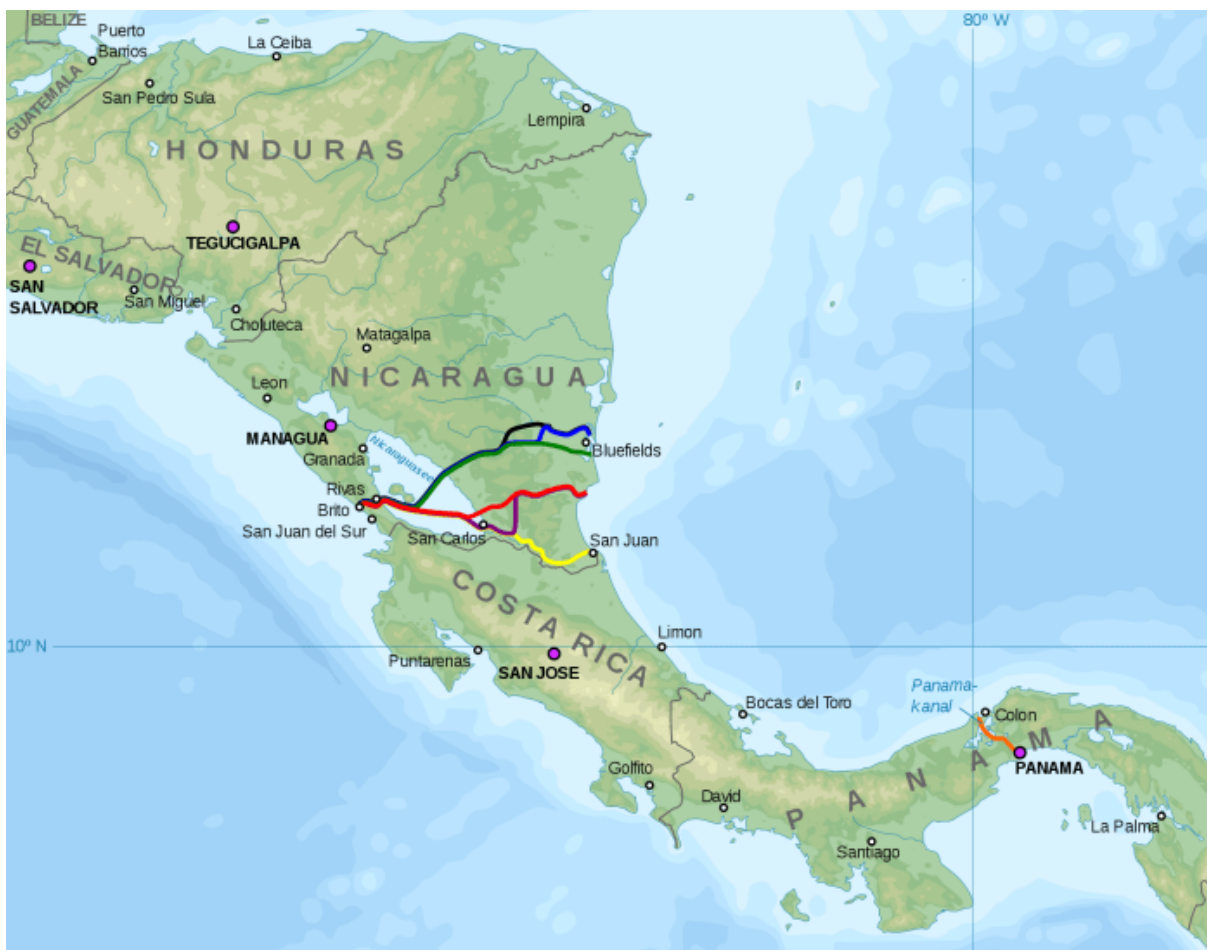 BELIZE
Puerto
Barrios
La Ceiba
80° W
GUATEMALA
San Pedro Sula
Lempira
HONDURAS
TEGUCIGALPA
EL SALVADOR
SAN
SALVADOR
San Miguel
Choluteca
Matagalpa
NICARAGUA
Leon
MANAGUA
Granada
Nicaraguasee
Bluefields
Rivas
Brito
San Juan del Sur
San Carlos
San Juan
COSTA RICA
10° N
Limon
Puntarenas
SAN JOSE
Bocas del Toro
Panama-
kanal
Colon
PANAMA
PANAMA
Golfito
David
La Palma
Santiago